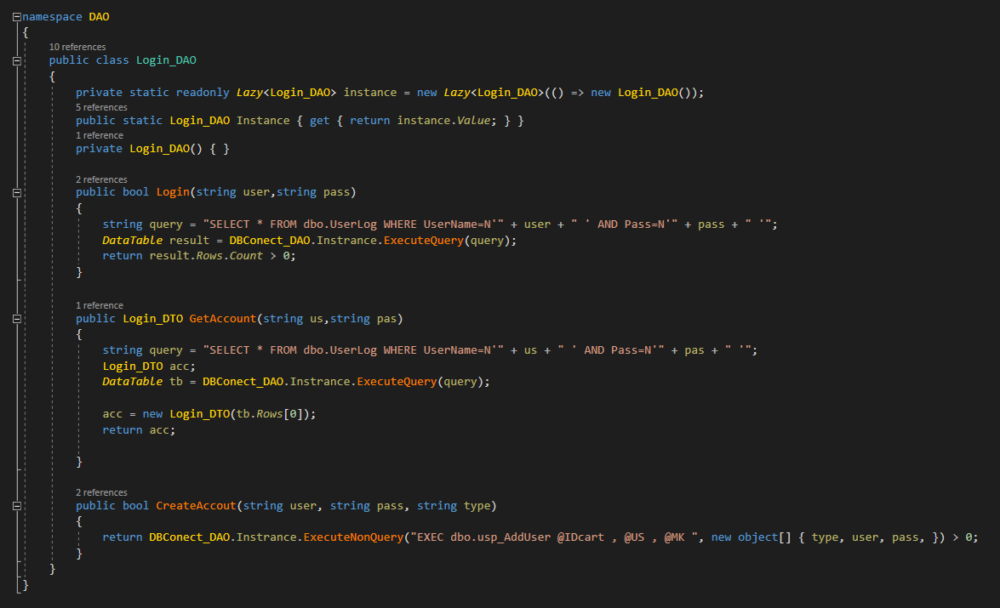 namespace DAO
{
10 references
public class Login_DAO
{
private static readonly Lazy<Login_DAO> instance = new Lazy<Login_DAO>(() => new Login_DAO());
5 references
public static Login_DAO Instance { get { return instance.Value; } }
1 reference
private Login_DAO() { }
2 references
public bool Login(string user,string pass)
{
string query = "SELECT * FROM dbo.UserLog WHERE UserName=N'" + user + " ' AND Pass=N'" + pass + " '";
DataTable result = DBConect_DAO.Instrance.ExecuteQuery(query);
return result.Rows.Count > 0;
}
1 reference
public Login_DTO GetAccount(string us,string pas)
{
string query = "SELECT * FROM dbo.UserLog WHERE UserName=N'" + us + " ' AND Pass=N'" + pas + " '";
Login_DTO acc;
DataTable tb = DBConect_DAO.Instrance.ExecuteQuery(query);
acc = new Login_DTO(tb.Rows[0]);
return acc;
}
2 references
public bool CreateAccout(string user, string pass, string type)
{
return DBConect_DAO.Instrance.ExecuteNonQuery("EXEC dbo.usp_AddUser @IDcart , @US , @MK ", new object[] { type, user, pass, }) > 0;
}
}
}